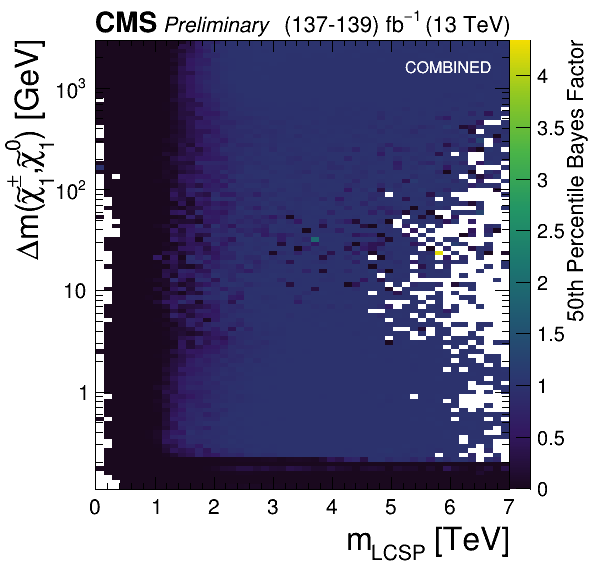 CMS Preliminary (137-139) fb⁻¹ (13 TeV)
COMBINED
Δm(χ̃₁±,χ̃₁⁰) [GeV]
10³
10²
10
1
0 1 2 3 4 5 6 7
m_LCSP [TeV]
4
3.5
3
2.5
2
1.5
1
0.5
0
50th Percentile Bayes Factor